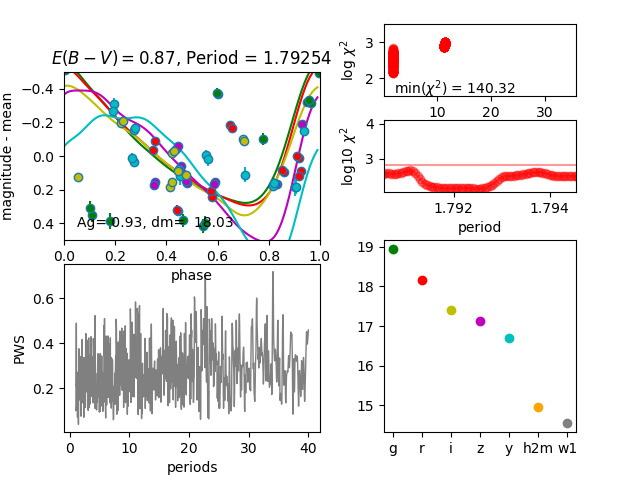 E(B − V) = 0.87, Period = 1.79254
magnitude - mean
−0.4
−0.2
0.0
0.2
0.4
Ag= 0.93, dm= 18.03
0.0 0.2 0.4 0.6 0.8 1.0
phase
log χ²
3
2
min(χ²) = 140.32
10 20 30
log10 χ²
4
3
1.792 1.794
period
PWS
0.6
0.4
0.2
0 10 20 30 40
periods
19
18
17
16
15
g r i z y h2m w1